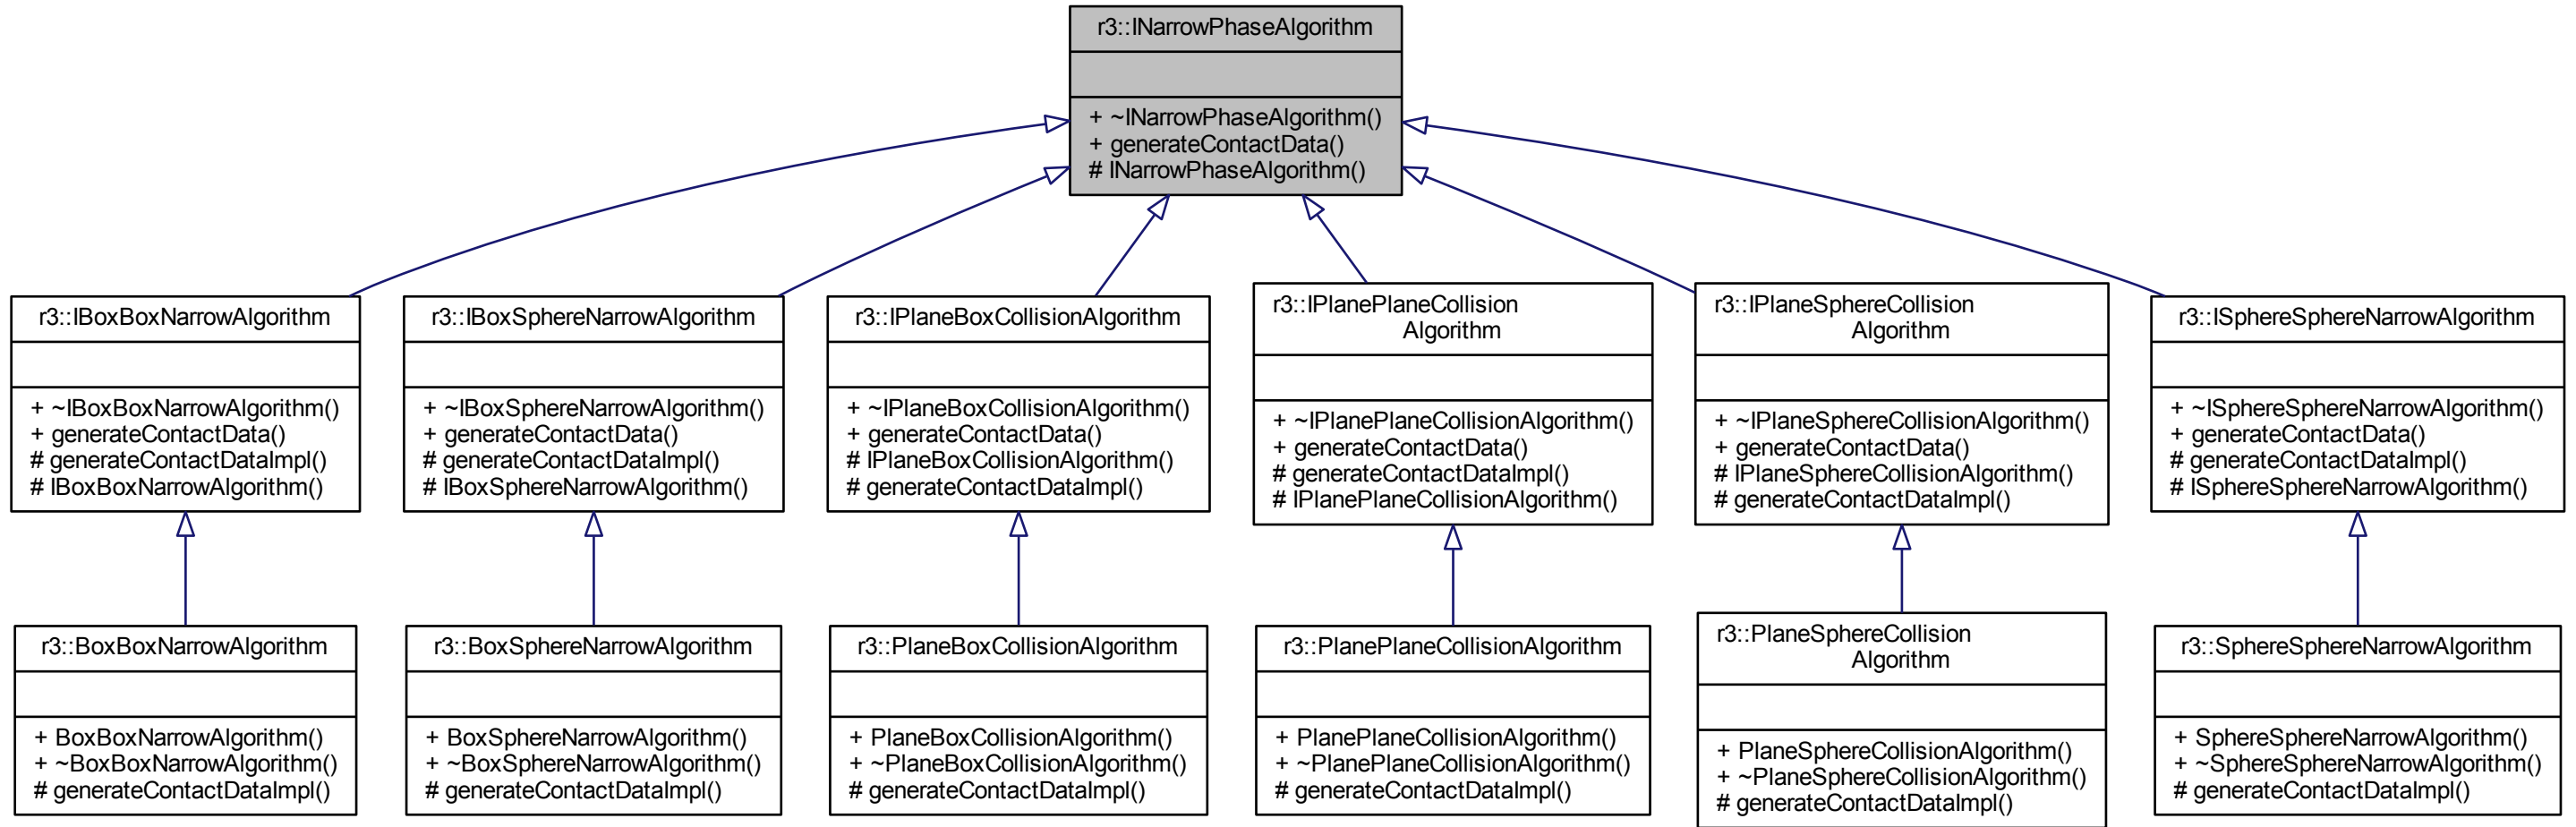 r3::INarrowPhaseAlgorithm
+ ~INarrowPhaseAlgorithm()
+ generateContactData()
# INarrowPhaseAlgorithm()
r3::IBoxBoxNarrowAlgorithm
+ ~IBoxBoxNarrowAlgorithm()
+ generateContactData()
# generateContactDataImpl()
# IBoxBoxNarrowAlgorithm()
r3::IBoxSphereNarrowAlgorithm
+ ~IBoxSphereNarrowAlgorithm()
+ generateContactData()
# generateContactDataImpl()
# IBoxSphereNarrowAlgorithm()
r3::IPlaneBoxCollisionAlgorithm
+ ~IPlaneBoxCollisionAlgorithm()
+ generateContactData()
# IPlaneBoxCollisionAlgorithm()
# generateContactDataImpl()
r3::IPlanePlaneCollision
Algorithm
+ ~IPlanePlaneCollisionAlgorithm()
+ generateContactData()
# generateContactDataImpl()
# IPlanePlaneCollisionAlgorithm()
r3::IPlaneSphereCollision
Algorithm
+ ~IPlaneSphereCollisionAlgorithm()
+ generateContactData()
# IPlaneSphereCollisionAlgorithm()
# generateContactDataImpl()
r3::ISphereSphereNarrowAlgorithm
+ ~ISphereSphereNarrowAlgorithm()
+ generateContactData()
# generateContactDataImpl()
# ISphereSphereNarrowAlgorithm()
r3::BoxBoxNarrowAlgorithm
+ BoxBoxNarrowAlgorithm()
+ ~BoxBoxNarrowAlgorithm()
# generateContactDataImpl()
r3::BoxSphereNarrowAlgorithm
+ BoxSphereNarrowAlgorithm()
+ ~BoxSphereNarrowAlgorithm()
# generateContactDataImpl()
r3::PlaneBoxCollisionAlgorithm
+ PlaneBoxCollisionAlgorithm()
+ ~PlaneBoxCollisionAlgorithm()
# generateContactDataImpl()
r3::PlanePlaneCollisionAlgorithm
+ PlanePlaneCollisionAlgorithm()
+ ~PlanePlaneCollisionAlgorithm()
# generateContactDataImpl()
r3::PlaneSphereCollision
Algorithm
+ PlaneSphereCollisionAlgorithm()
+ ~PlaneSphereCollisionAlgorithm()
# generateContactDataImpl()
r3::SphereSphereNarrowAlgorithm
+ SphereSphereNarrowAlgorithm()
+ ~SphereSphereNarrowAlgorithm()
# generateContactDataImpl()